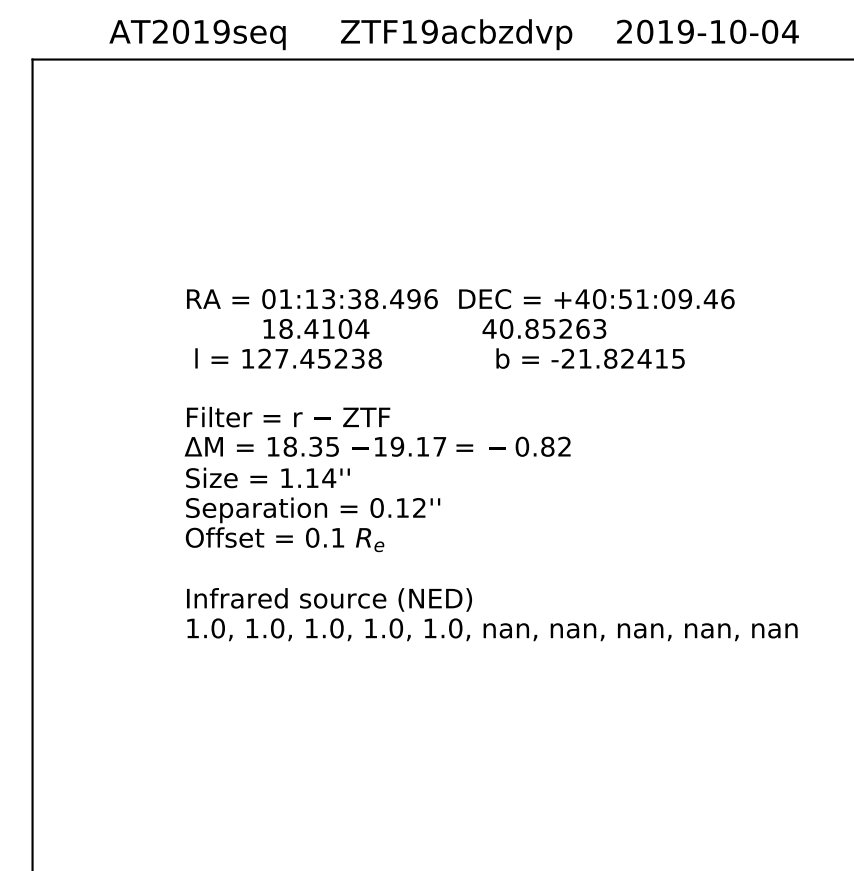 AT2019seq ZTF19acbzdvp 2019-10-04
RA = 01:13:38.496 DEC = +40:51:09.46
18.4104 40.85263
l = 127.45238 b = -21.82415
Filter = r − ZTF
ΔM = 18.35 −19.17 = − 0.82
Size = 1.14''
Separation = 0.12''
Offset = 0.1 Rₑ
Infrared source (NED)
1.0, 1.0, 1.0, 1.0, 1.0, nan, nan, nan, nan, nan